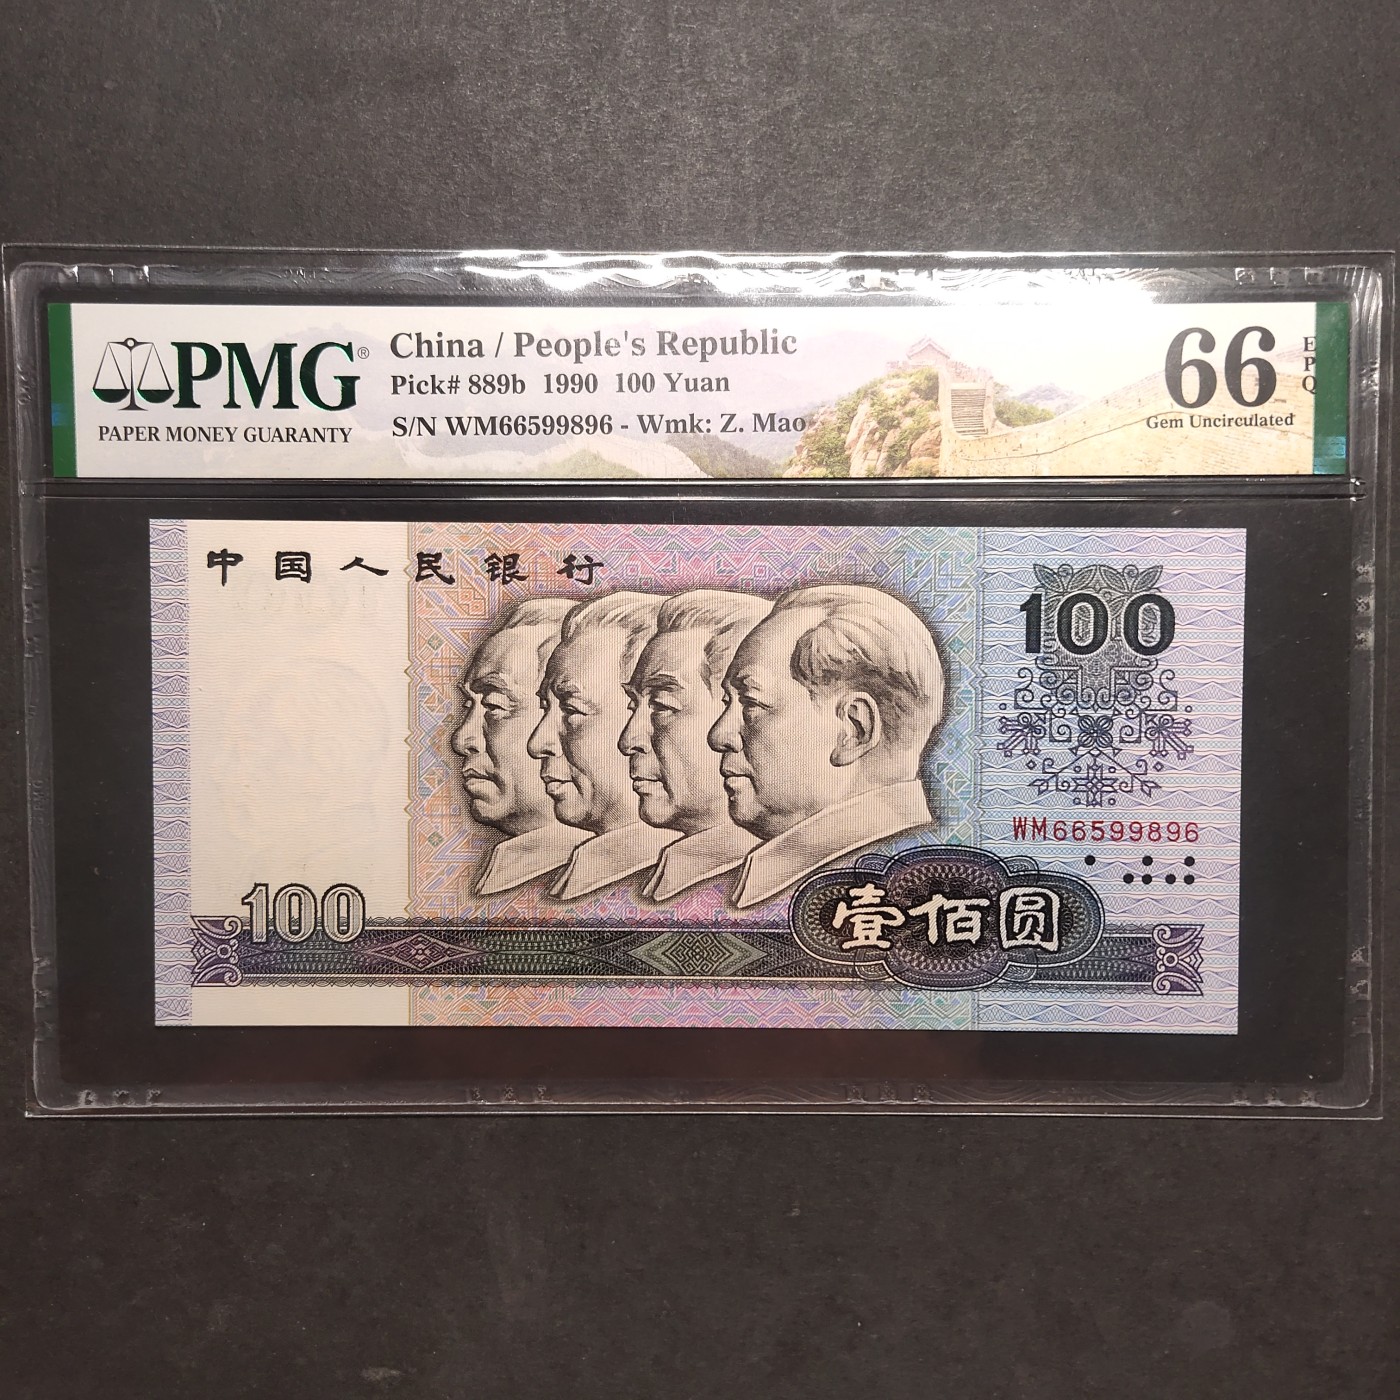 PMG®
PAPER MONEY GUARANTY
China / People's Republic
Pick# 889b 1990 100 Yuan
S/N WM66599896 - Wmk: Z. Mao
66
EPQ
Gem Uncirculated
中国人民银行
100
WM66599896
100
壹佰圆